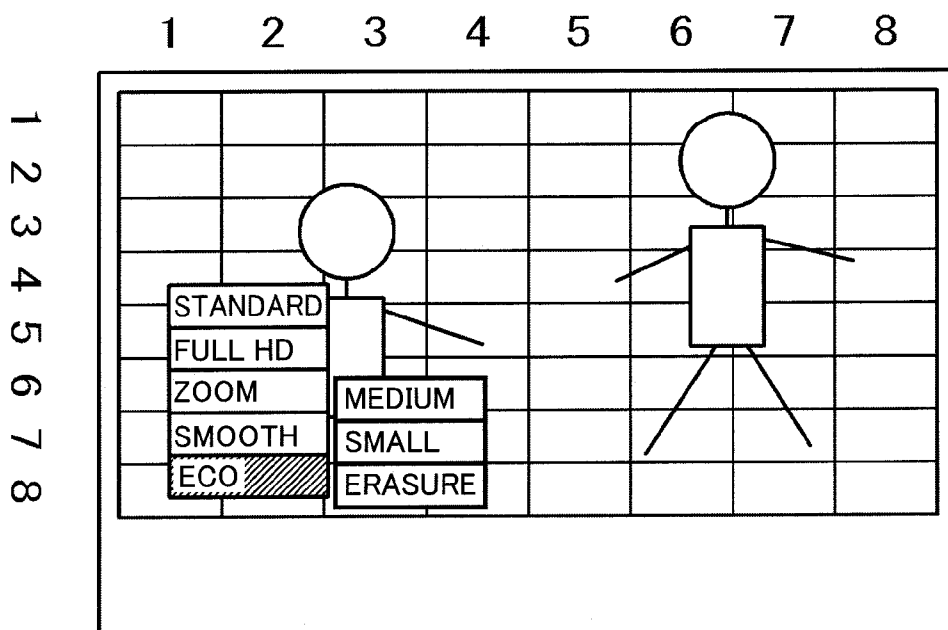 1 2 3 4 5 6 7 8
1
2
3
4
5
6
7
8
STANDARD
FULL HD
ZOOM
SMOOTH
ECO
MEDIUM
SMALL
ERASURE